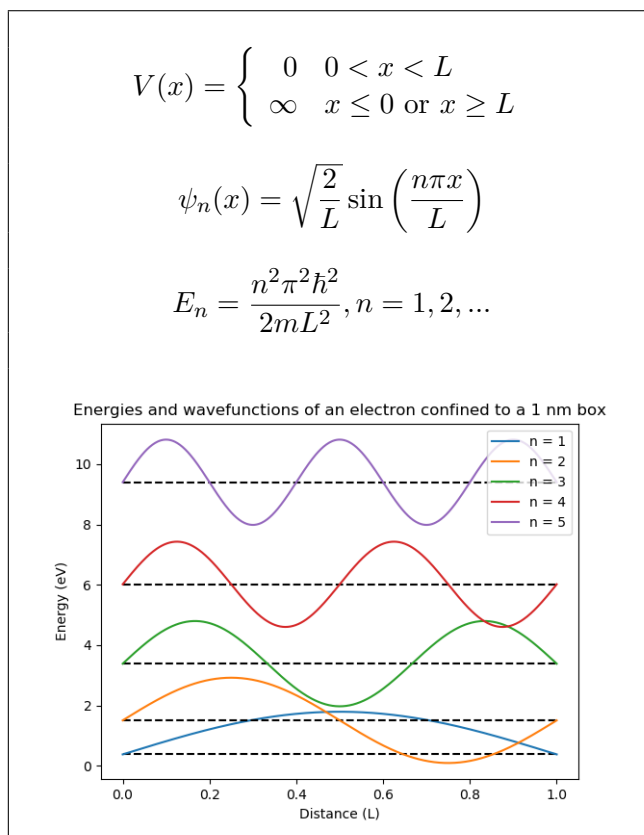 V(x) = { 0 0 < x < L
∞ x ≤ 0 or x ≥ L
ψₙ(x) = √(2/L) sin (nπx/L)
Eₙ = n²π²ℏ²/2mL², n = 1, 2, ...
Energies and wavefunctions of an electron confined to a 1 nm box
n = 1
n = 2
n = 3
n = 4
n = 5
10
8
6
4
2
0
Energy (eV)
0.0 0.2 0.4 0.6 0.8 1.0
Distance (L)